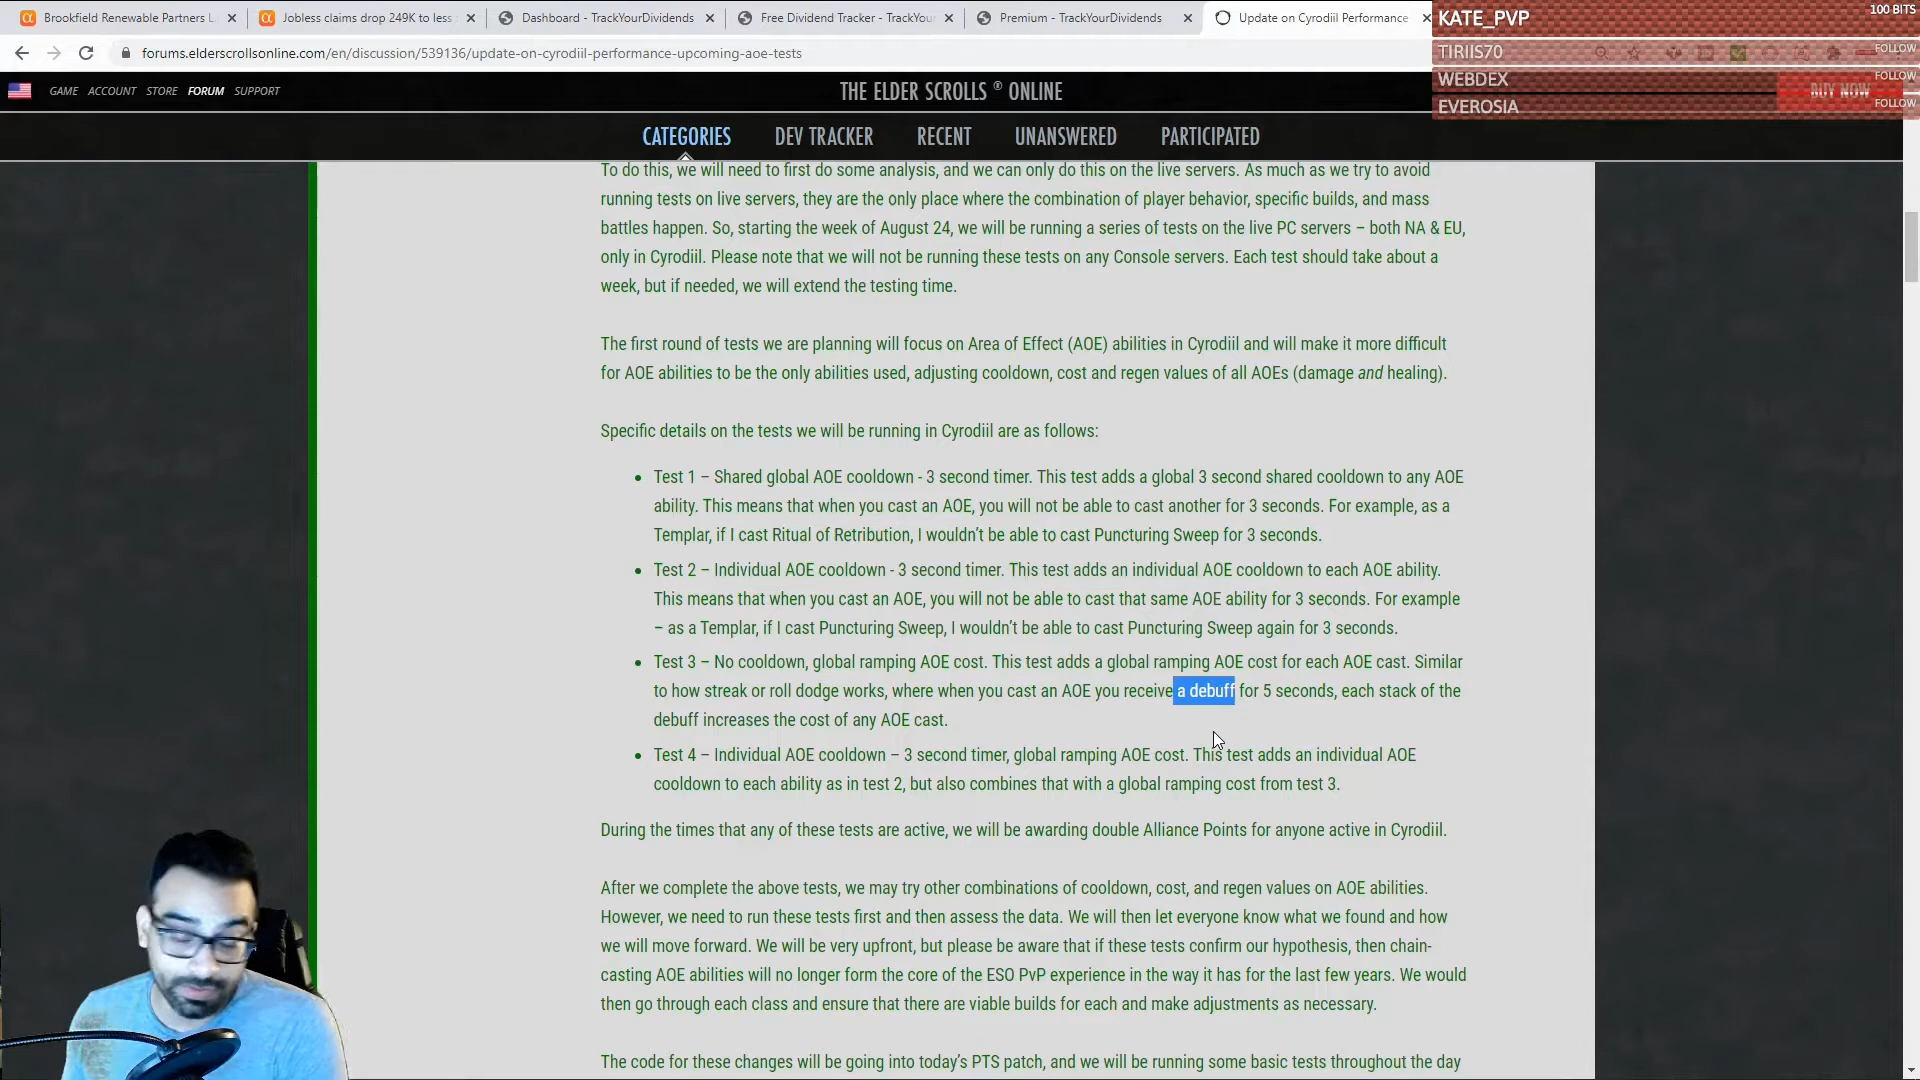 Brookfield Renewable Partners L
Jobless claims drop 249K to less
Dashboard - TrackYourDividends
Free Dividend Tracker - TrackYou
Premium - TrackYourDividends
Update on Cyrodiil Performance
100 BITS
KATE_PVP
forums.elderscrollsonline.com/en/discussion/539136/update-on-cyrodiil-performance-upcoming-aoe-tests
TIRIIS70
FOLLOW
WEBDEX
FOLLOW
EVEROSIA
FOLLOW
GAME ACCOUNT STORE FORUM SUPPORT
THE ELDER SCROLLS ® ONLINE
BUY NOW
CATEGORIES DEV TRACKER RECENT UNANSWERED PARTICIPATED
To do this, we will need to first do some analysis, and we can only do this on the live servers. As much as we try to avoid
running tests on live servers, they are the only place where the combination of player behavior, specific builds, and mass
battles happen. So, starting the week of August 24, we will be running a series of tests on the live PC servers – both NA & EU,
only in Cyrodiil. Please note that we will not be running these tests on any Console servers. Each test should take about a
week, but if needed, we will extend the testing time.
The first round of tests we are planning will focus on Area of Effect (AOE) abilities in Cyrodiil and will make it more difficult
for AOE abilities to be the only abilities used, adjusting cooldown, cost and regen values of all AOEs (damage and healing).
Specific details on the tests we will be running in Cyrodiil are as follows:
• Test 1 – Shared global AOE cooldown - 3 second timer. This test adds a global 3 second shared cooldown to any AOE
ability. This means that when you cast an AOE, you will not be able to cast another for 3 seconds. For example, as a
Templar, if I cast Ritual of Retribution, I wouldn't be able to cast Puncturing Sweep for 3 seconds.
• Test 2 – Individual AOE cooldown - 3 second timer. This test adds an individual AOE cooldown to each AOE ability.
This means that when you cast an AOE, you will not be able to cast that same AOE ability for 3 seconds. For example
– as a Templar, if I cast Puncturing Sweep, I wouldn't be able to cast Puncturing Sweep again for 3 seconds.
• Test 3 – No cooldown, global ramping AOE cost. This test adds a global ramping AOE cost for each AOE cast. Similar
to how streak or roll dodge works, where when you cast an AOE you receive a debuff for 5 seconds, each stack of the
debuff increases the cost of any AOE cast.
• Test 4 – Individual AOE cooldown – 3 second timer, global ramping AOE cost. This test adds an individual AOE
cooldown to each ability as in test 2, but also combines that with a global ramping cost from test 3.
During the times that any of these tests are active, we will be awarding double Alliance Points for anyone active in Cyrodiil.
After we complete the above tests, we may try other combinations of cooldown, cost, and regen values on AOE abilities.
However, we need to run these tests first and then assess the data. We will then let everyone know what we found and how
we will move forward. We will be very upfront, but please be aware that if these tests confirm our hypothesis, then chain-
casting AOE abilities will no longer form the core of the ESO PvP experience in the way it has for the last few years. We would
then go through each class and ensure that there are viable builds for each and make adjustments as necessary.
The code for these changes will be going into today's PTS patch, and we will be running some basic tests throughout the day